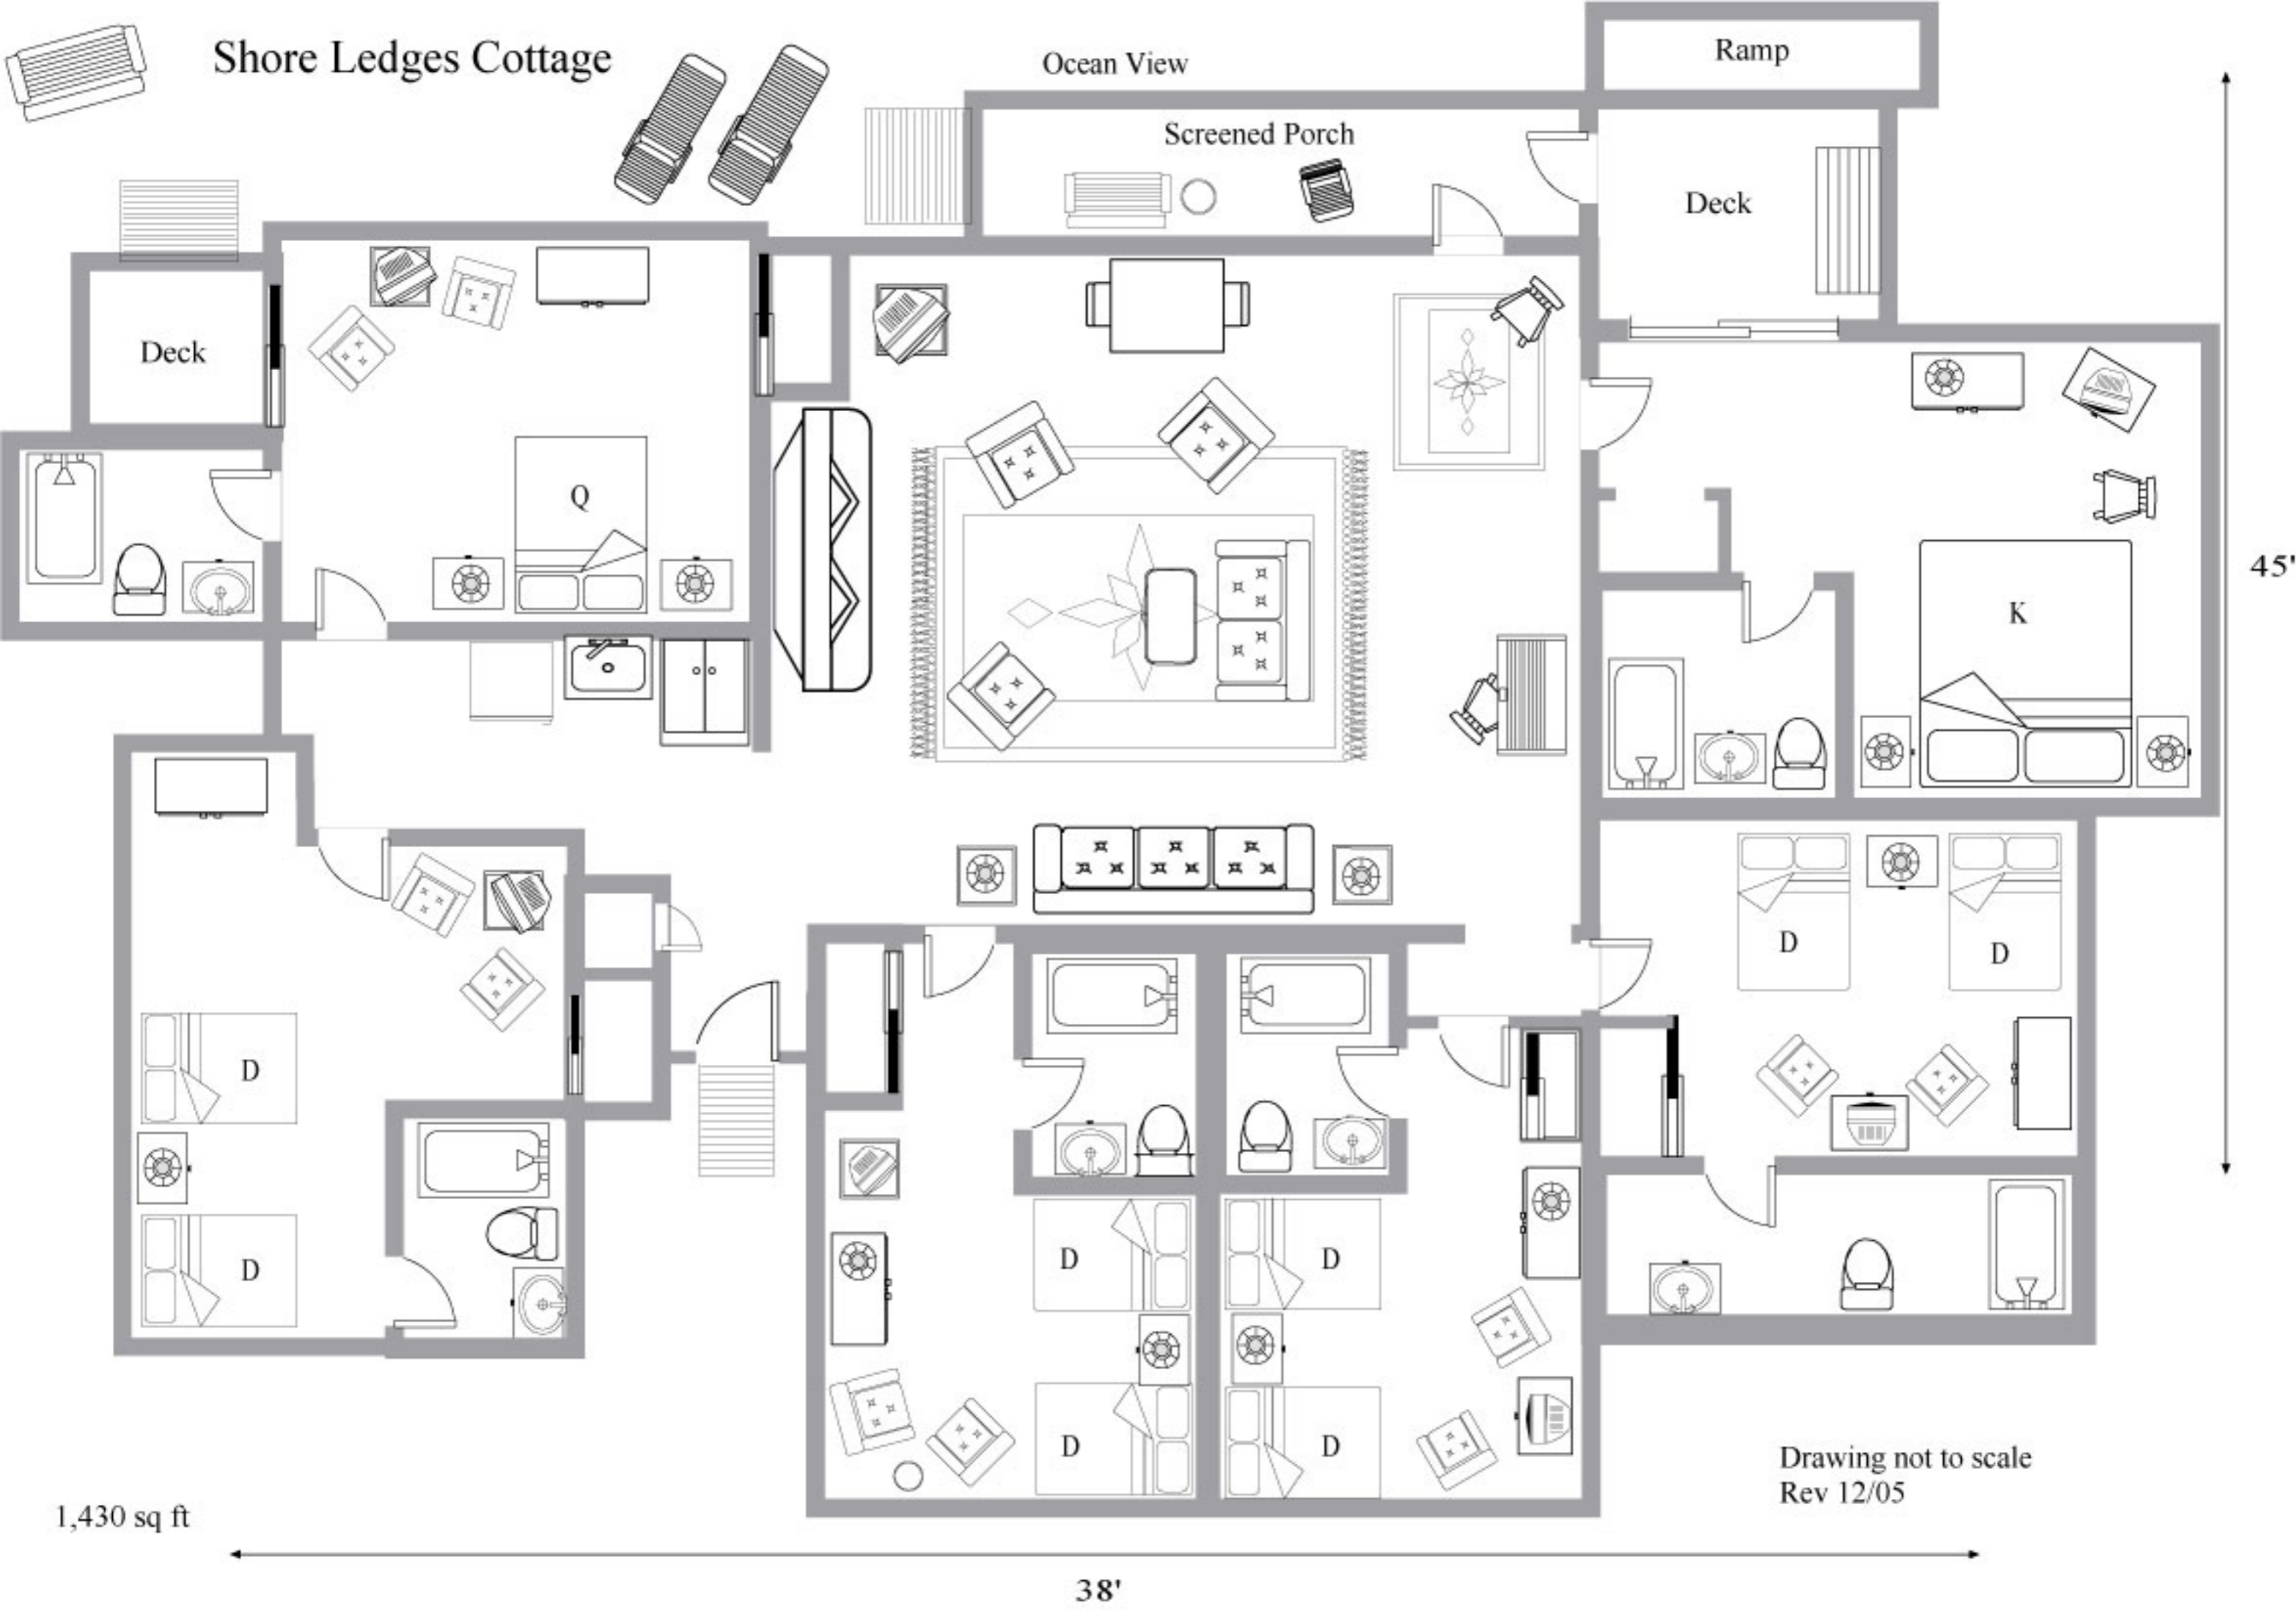 Shore Ledges Cottage
Ocean View
Ramp
Screened Porch
Deck
Deck
Q
K
45'
D
D
D
D
D
D
D
D
Drawing not to scale
Rev 12/05
1,430 sq ft
38'